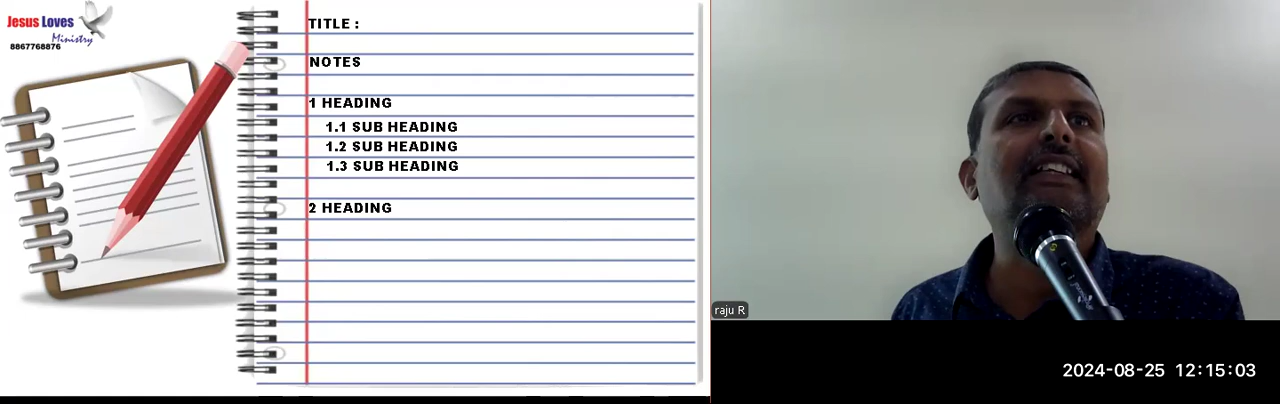 Jesus Loves
Ministry
8867768876
TITLE :
NOTES
1 HEADING
1.1 SUB HEADING
1.2 SUB HEADING
1.3 SUB HEADING
2 HEADING
raju R
2024-08-25 12:15:03